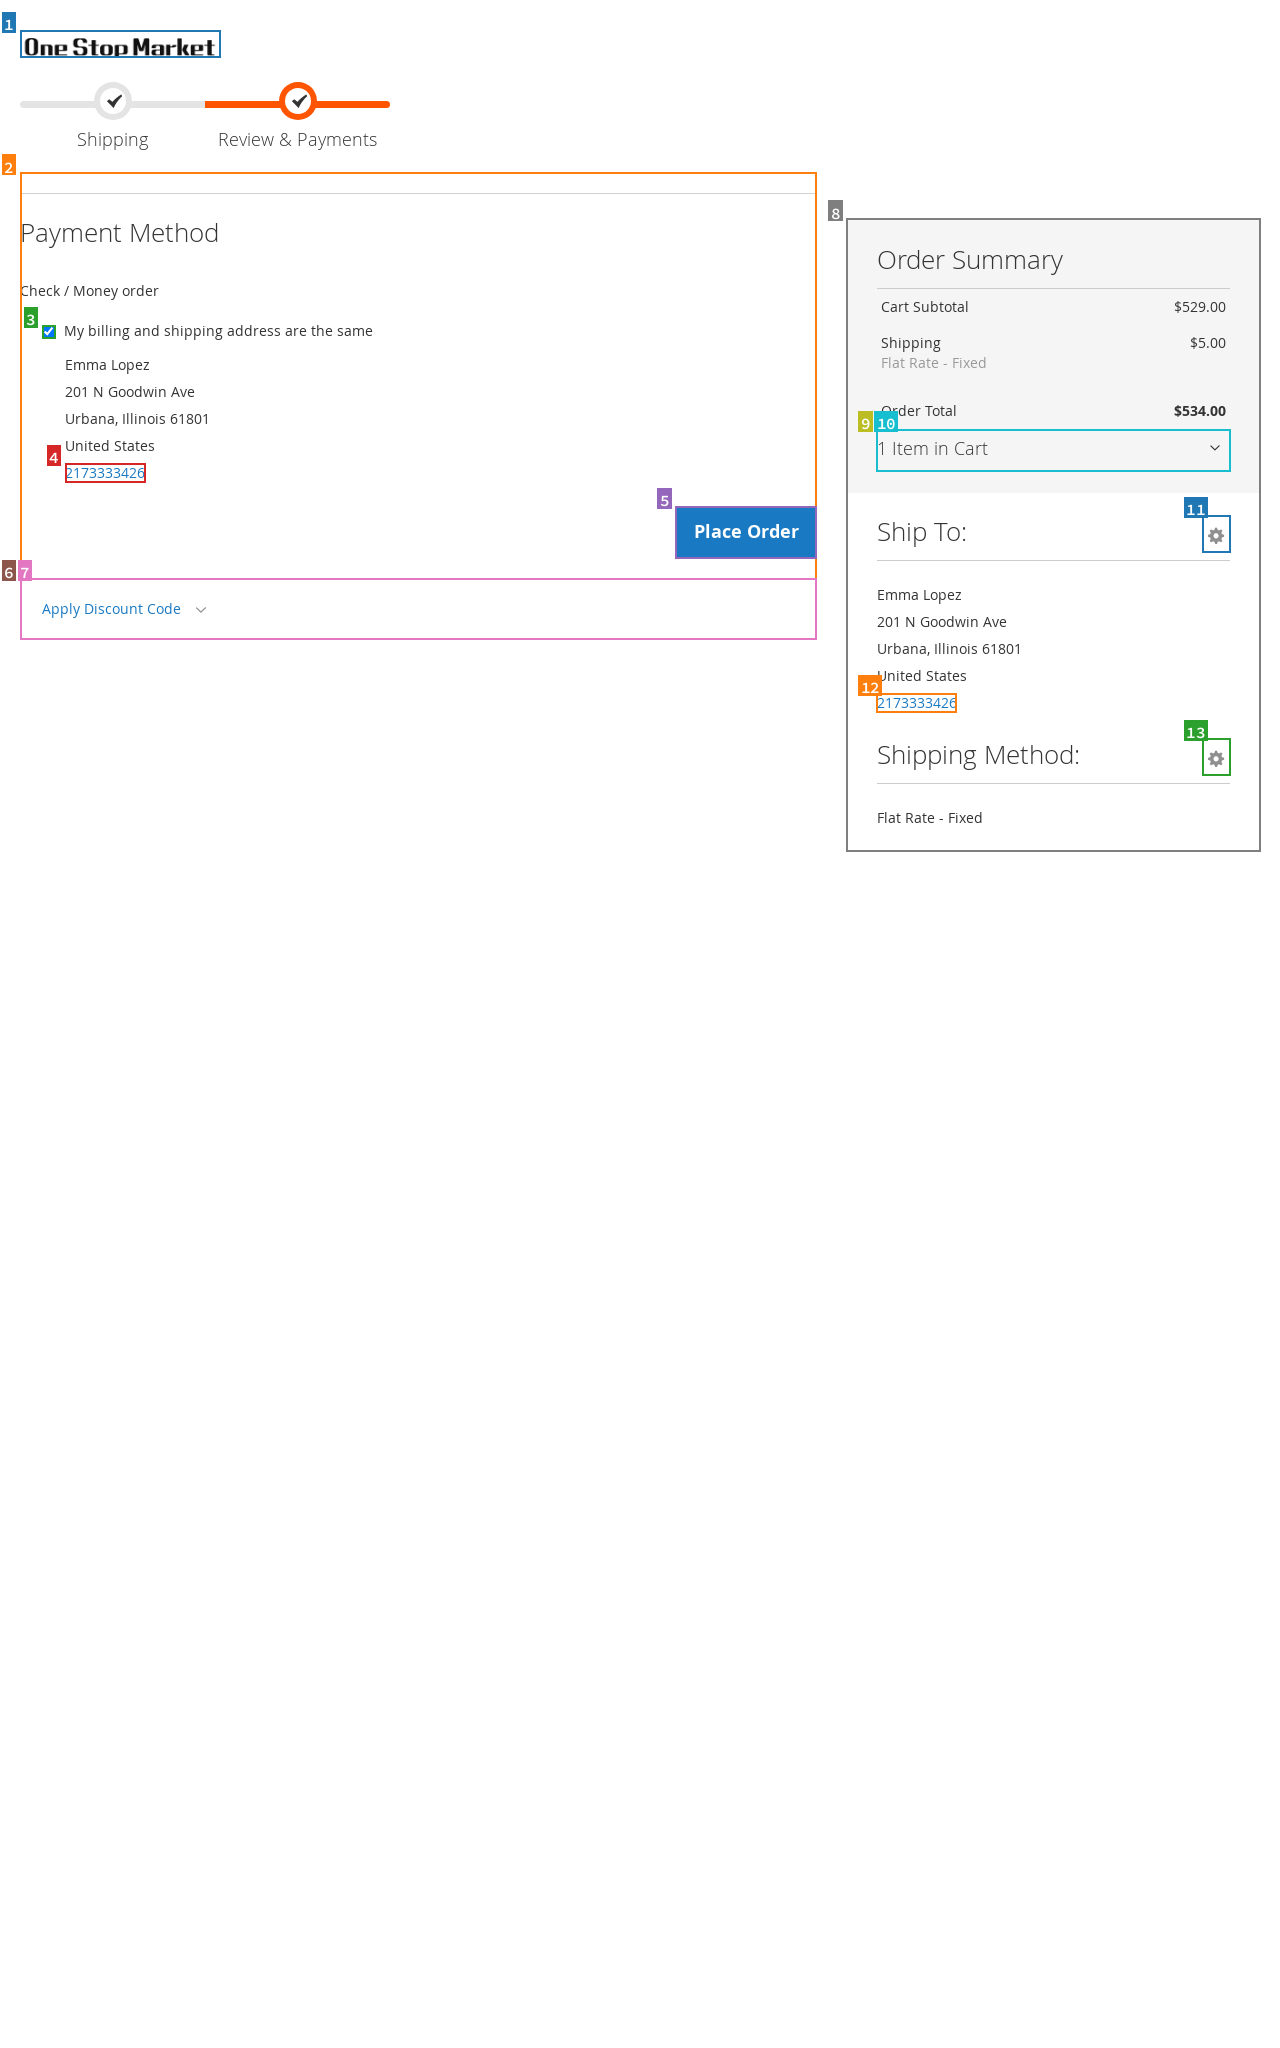 1
One Stop Market
Shipping
Review & Payments
2
Payment Method
Check / Money order
3
My billing and shipping address are the same
Emma Lopez
201 N Goodwin Ave
Urbana, Illinois 61801
United States
4
2173333426
5
Place Order
6 7
Apply Discount Code
8
Order Summary
Cart Subtotal $529.00
Shipping $5.00
Flat Rate - Fixed
Order Total $534.00
9 10
1 Item in Cart
11
Ship To:
Emma Lopez
201 N Goodwin Ave
Urbana, Illinois 61801
United States
12
2173333426
13
Shipping Method:
Flat Rate - Fixed